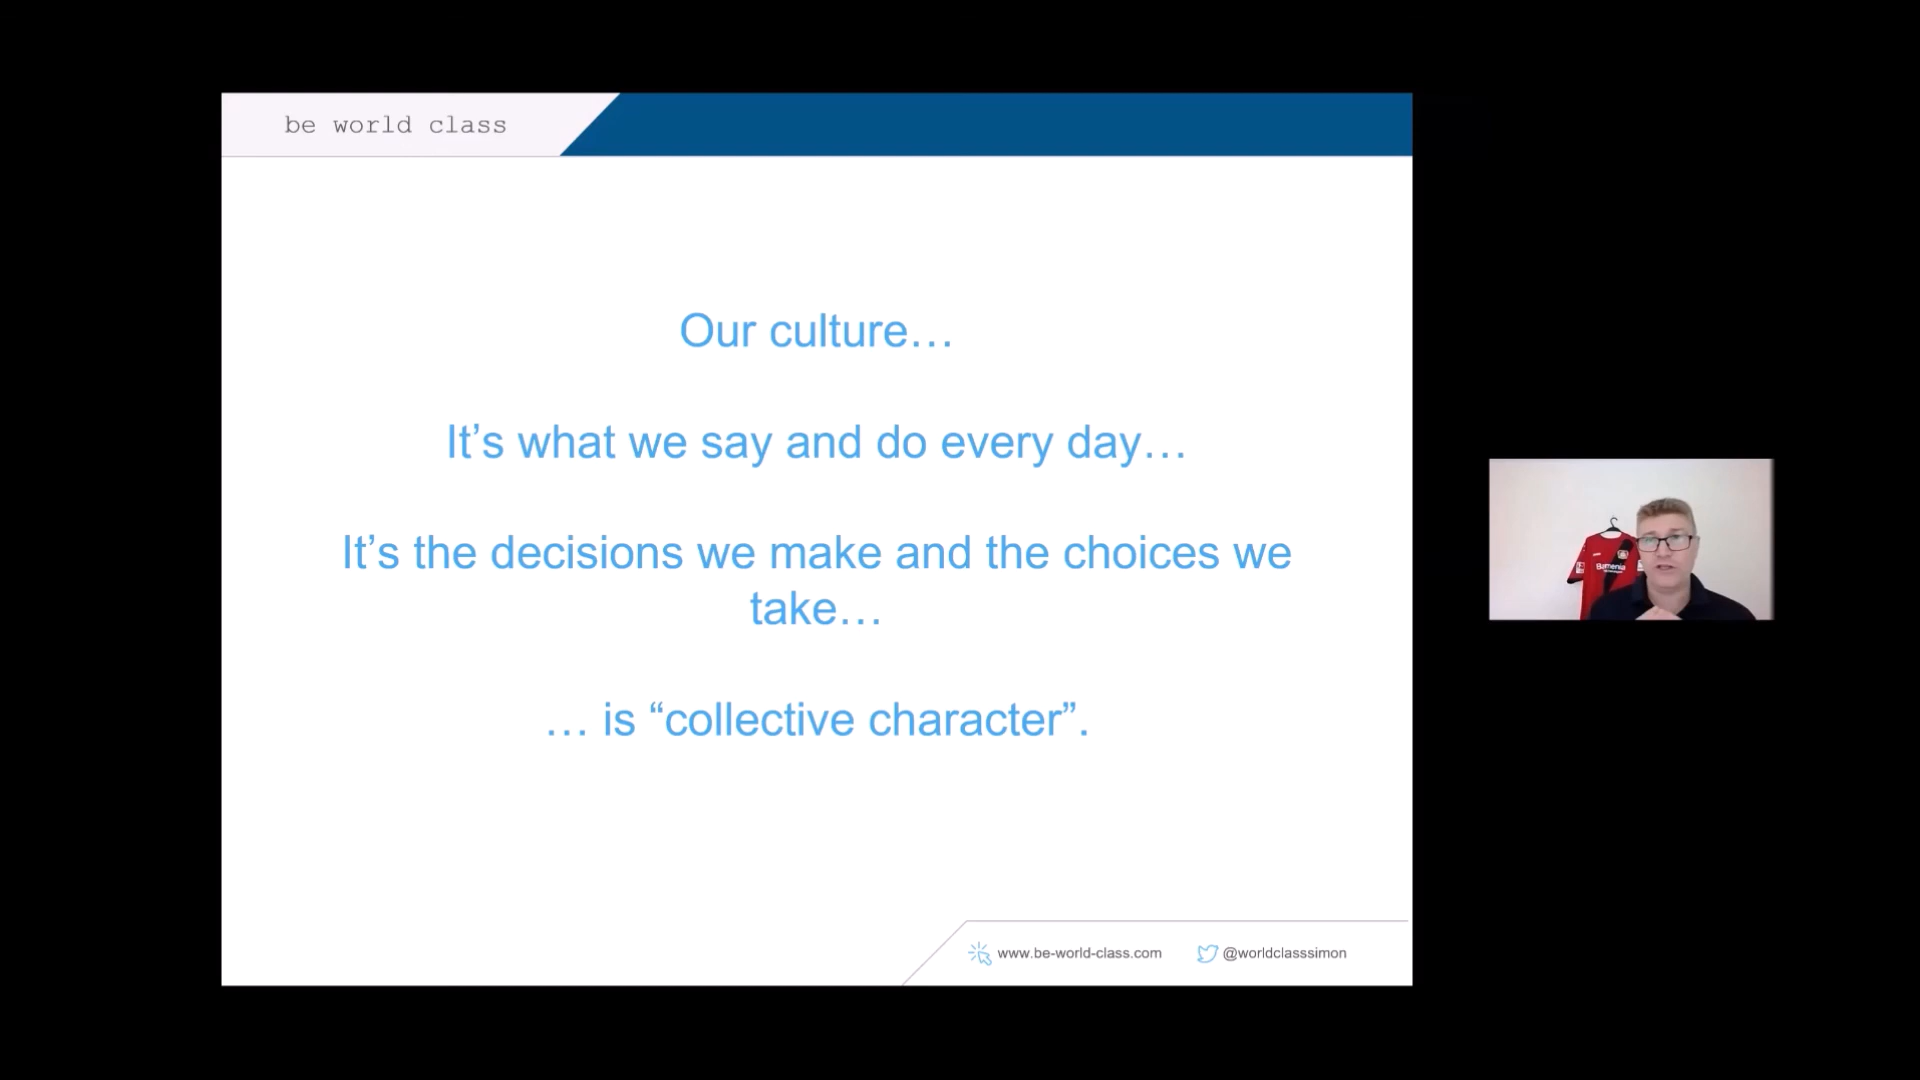 be world class
Our culture…
It’s what we say and do every day…
It’s the decisions we make and the choices we
take…
… is “collective character”.
www.be-world-class.com
@worldclasssimon
Barmenia